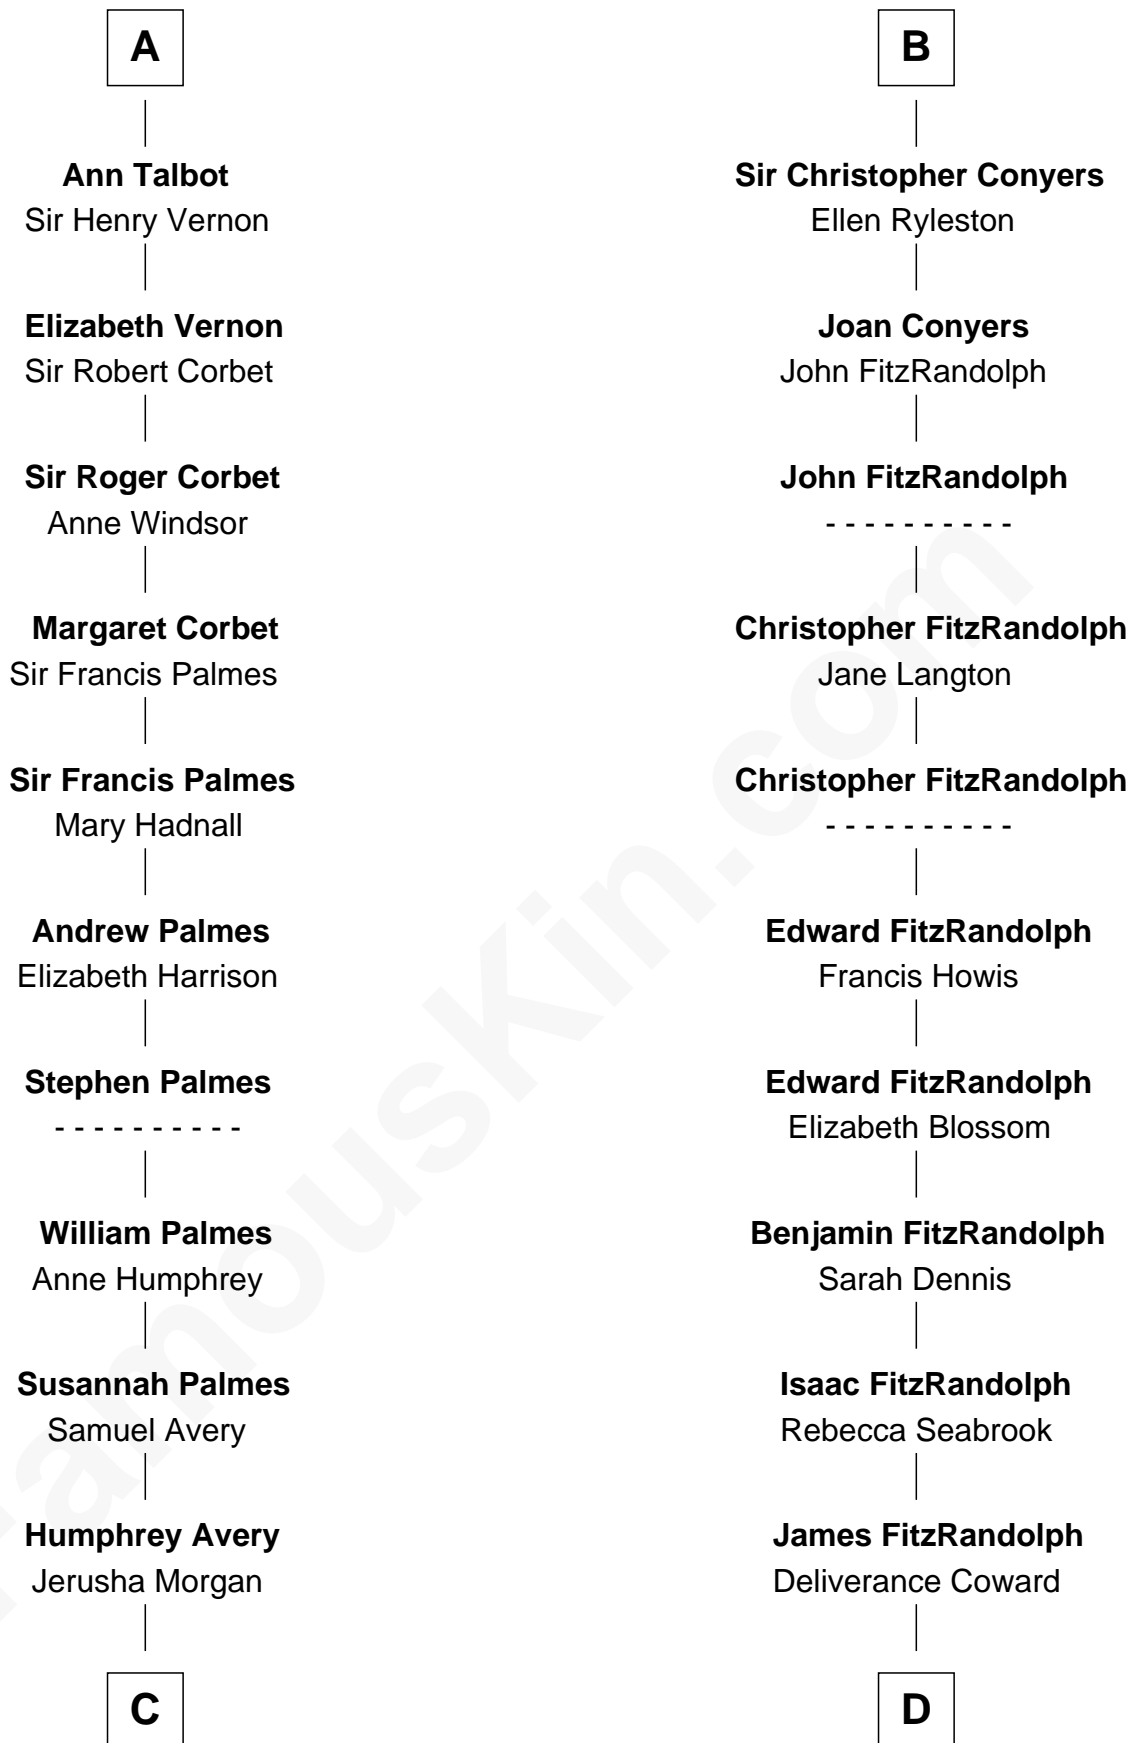 A
Ann Talbot
Sir Henry Vernon
Elizabeth Vernon
Sir Robert Corbet
Sir Roger Corbet
Anne Windsor
Margaret Corbet
Sir Francis Palmes
Sir Francis Palmes
Mary Hadnall
Andrew Palmes
Elizabeth Harrison
Stephen Palmes
- - - - - - - - - -
William Palmes
Anne Humphrey
Susannah Palmes
Samuel Avery
Humphrey Avery
Jerusha Morgan
C
B
Sir Christopher Conyers
Ellen Ryleston
Joan Conyers
John FitzRandolph
John FitzRandolph
- - - - - - - - - -
Christopher FitzRandolph
Jane Langton
Christopher FitzRandolph
- - - - - - - - - -
Edward FitzRandolph
Francis Howis
Edward FitzRandolph
Elizabeth Blossom
Benjamin FitzRandolph
Sarah Dennis
Isaac FitzRandolph
Rebecca Seabrook
James FitzRandolph
Deliverance Coward
D
FamousKin.com